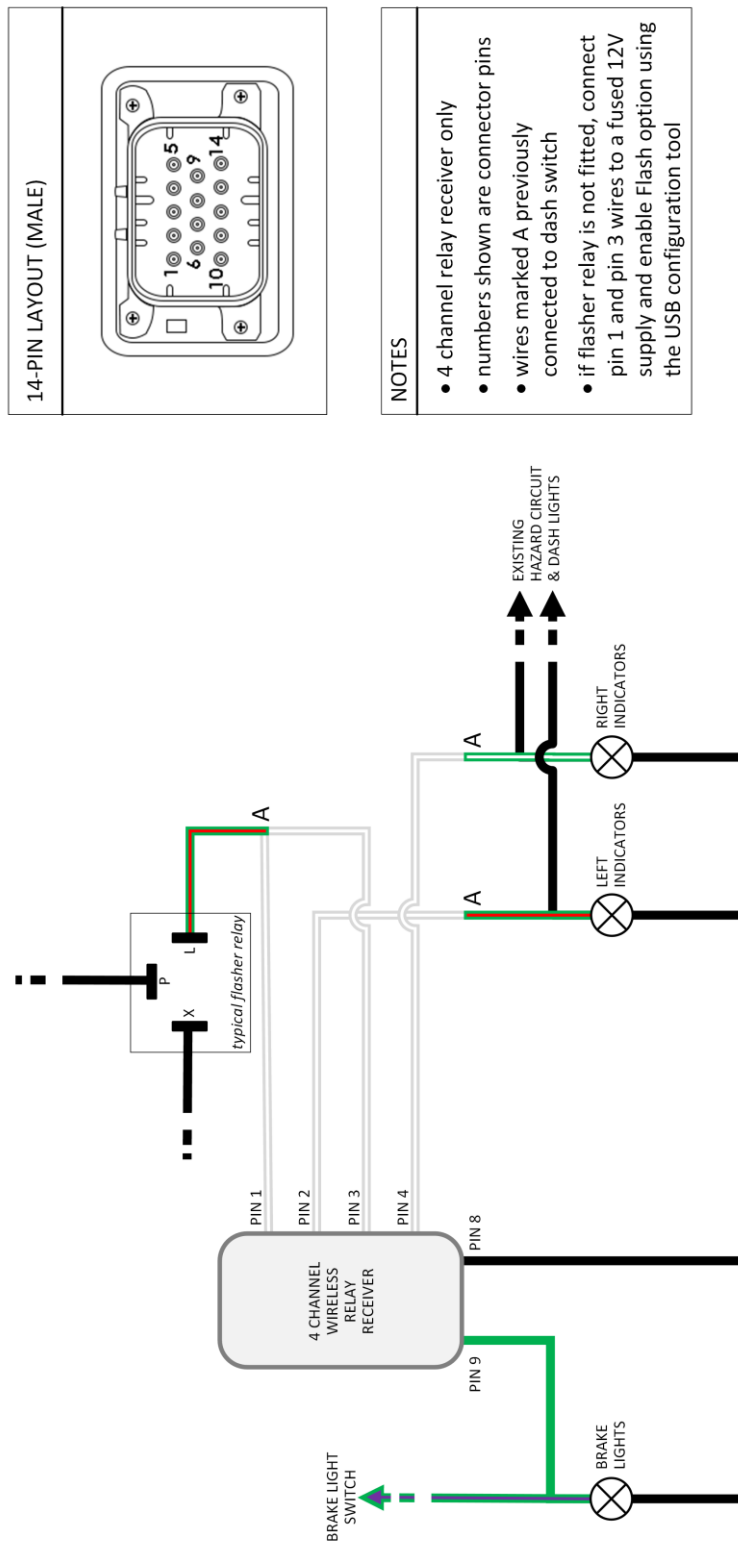 14-PIN LAYOUT (MALE)
1
5
6
9
10
14
NOTES
• 4 channel relay receiver only
• numbers shown are connector pins
• wires marked A previously
connected to dash switch
• if flasher relay is not fitted, connect
pin 1 and pin 3 wires to a fused 12V
supply and enable Flash option using
the USB configuration tool
P
X
L
typical flasher relay
A
PIN 1
PIN 2
PIN 3
PIN 4
4 CHANNEL
WIRELESS
RELAY
RECEIVER
PIN 9
PIN 8
BRAKE LIGHT
SWITCH
BRAKE
LIGHTS
A
A
EXISTING
HAZARD CIRCUIT
& DASH LIGHTS
LEFT
INDICATORS
RIGHT
INDICATORS